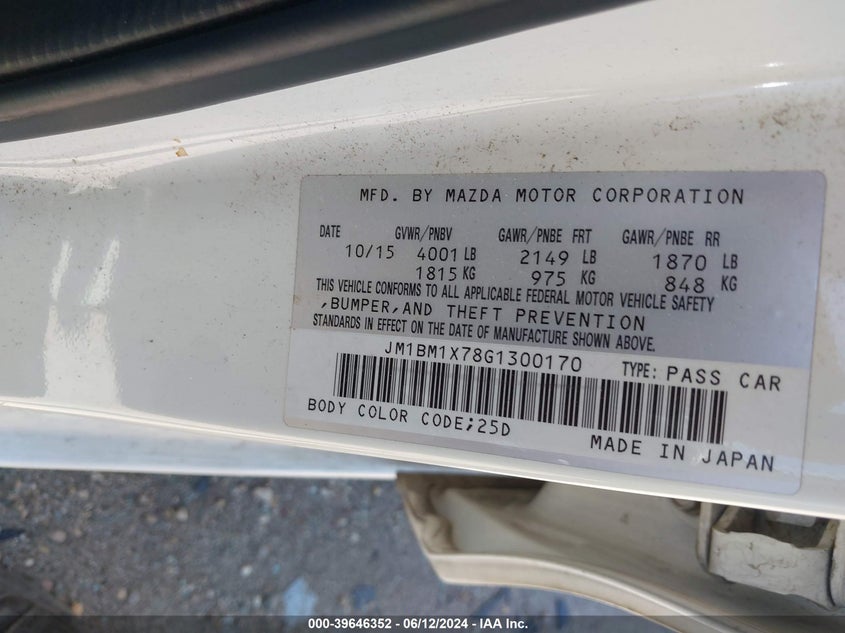 MFD. BY MAZDA MOTOR CORPORATION
DATE GVWR/PNBV GAWR/PNBE FRT GAWR/PNBE RR
10/15 4001 LB 2149 LB 1870 LB
1815 KG 975 KG 848 KG
THIS VEHICLE CONFORMS TO ALL APPLICABLE FEDERAL MOTOR VEHICLE SAFETY
,BUMPER,AND THEFT PREVENTION
STANDARDS IN EFFECT ON THE DATE OF MANUFACTURE SHOWN ABOVE.
JM1BM1X78G1300170 TYPE: PASS CAR
BODY COLOR CODE;25D
MADE IN JAPAN
000-39646352 - 06/12/2024 - IAA Inc.